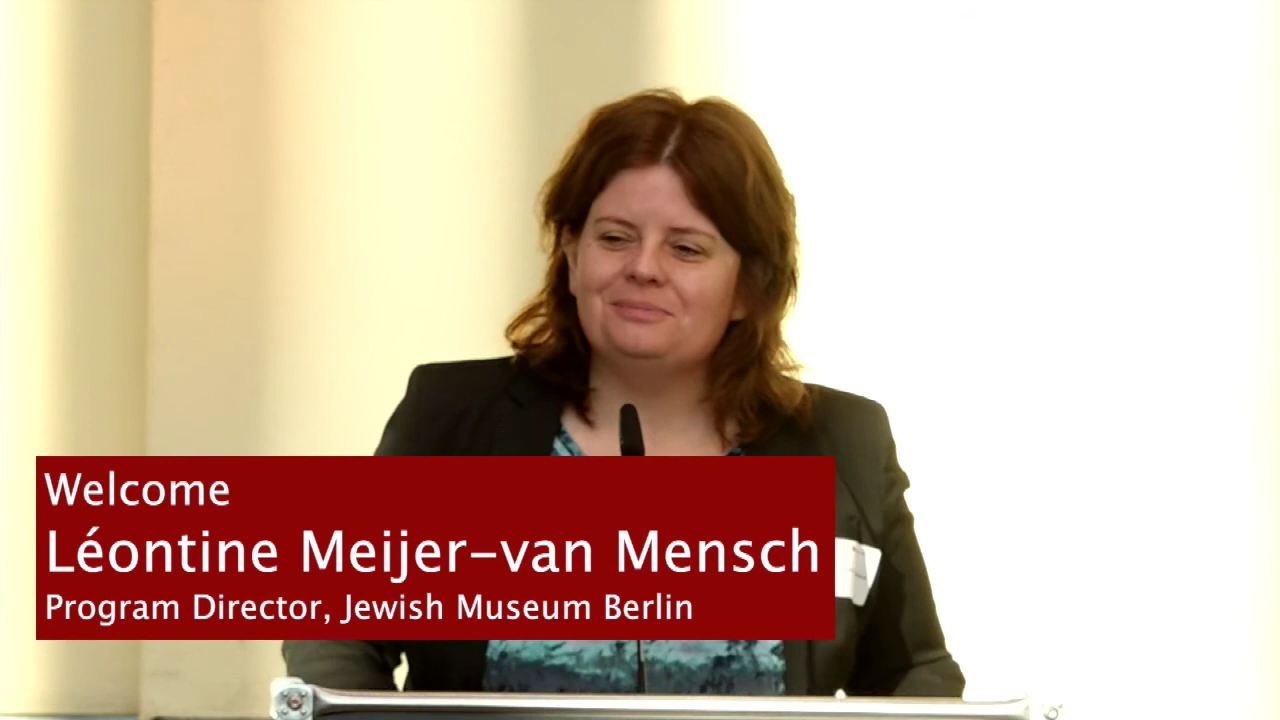 Welcome
Léontine Meijer-van Mensch
Program Director, Jewish Museum Berlin